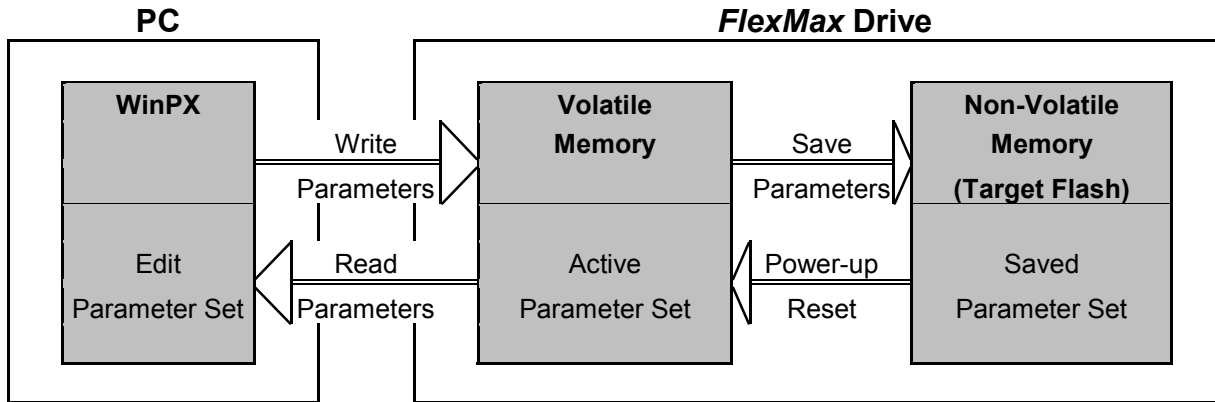 PC
FlexMax Drive
WinPX
Volatile
Memory
Non-Volatile
Memory
(Target Flash)
Write
Parameters
Save
Parameters
Edit
Parameter Set
Read
Parameters
Active
Parameter Set
Power-up
Reset
Saved
Parameter Set